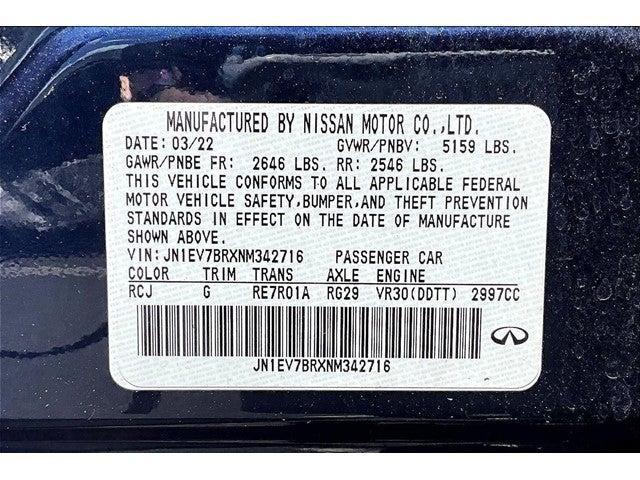 MANUFACTURED BY NISSAN MOTOR CO.,LTD.
DATE: 03/22 GVWR/PNBV: 5159 LBS.
GAWR/PNBE FR: 2646 LBS. RR: 2546 LBS.
THIS VEHICLE CONFORMS TO ALL APPLICABLE FEDERAL
MOTOR VEHICLE SAFETY,BUMPER,AND THEFT PREVENTION
STANDARDS IN EFFECT ON THE DATE OF MANUFACTURE
SHOWN ABOVE.
VIN:JN1EV7BRXNM342716 PASSENGER CAR
COLOR TRIM TRANS AXLE ENGINE
RCJ G RE7R01A RG29 VR30(DDTT) 2997CC
JN1EV7BRXNM342716